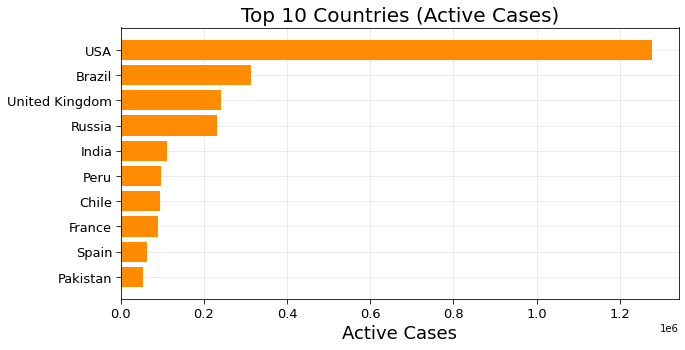 Top 10 Countries (Active Cases)
USA
Brazil
United Kingdom
Russia
India
Peru
Chile
France
Spain
Pakistan
0.0 0.2 0.4 0.6 0.8 1.0 1.2
1e6
Active Cases